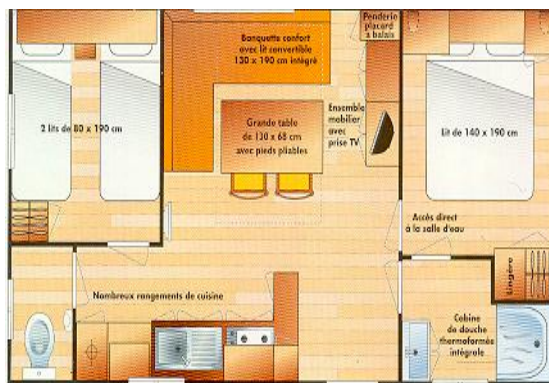 Penderie
placard
à balais
Banquette confort
avec lit convertible
130 x 190 cm intégré
2 lits de 80 x 190 cm
Grande table
de 130 x 68 cm
avec pieds pliables
Ensemble
mobilier
avec
prise TV
Lit de 140 x 190 cm
Accès direct
à la salle d'eau
Lingère
Nombreux rangements de cuisine
Cabine
de douche
thermoformée
intégrale